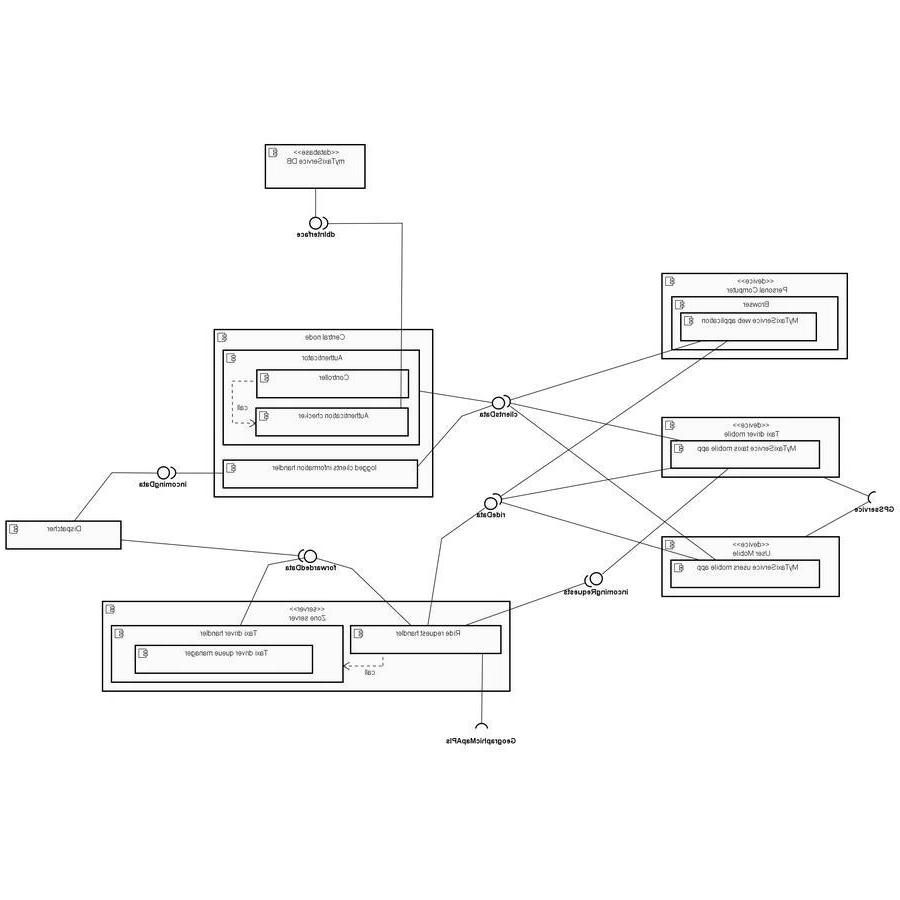 <<database>>
myTaxiService DB
dbInterface
<<device>>
Personal Computer
Browser
MyTaxiService web application
Central node
Authenticator
Controller
call
Authentication checker
logged clients information handler
clientsData
<<device>>
Taxi driver mobile
MyTaxiService taxis mobile app
incomingData
rideData
GPSservice
Dispatcher
<<device>>
User Mobile
MyTaxiService users mobile app
forwardedData
incomingRequests
<<server>>
Zone server
Taxi driver handler
Taxi driver queue manager
Ride request handler
call
GeographicMapAPIs